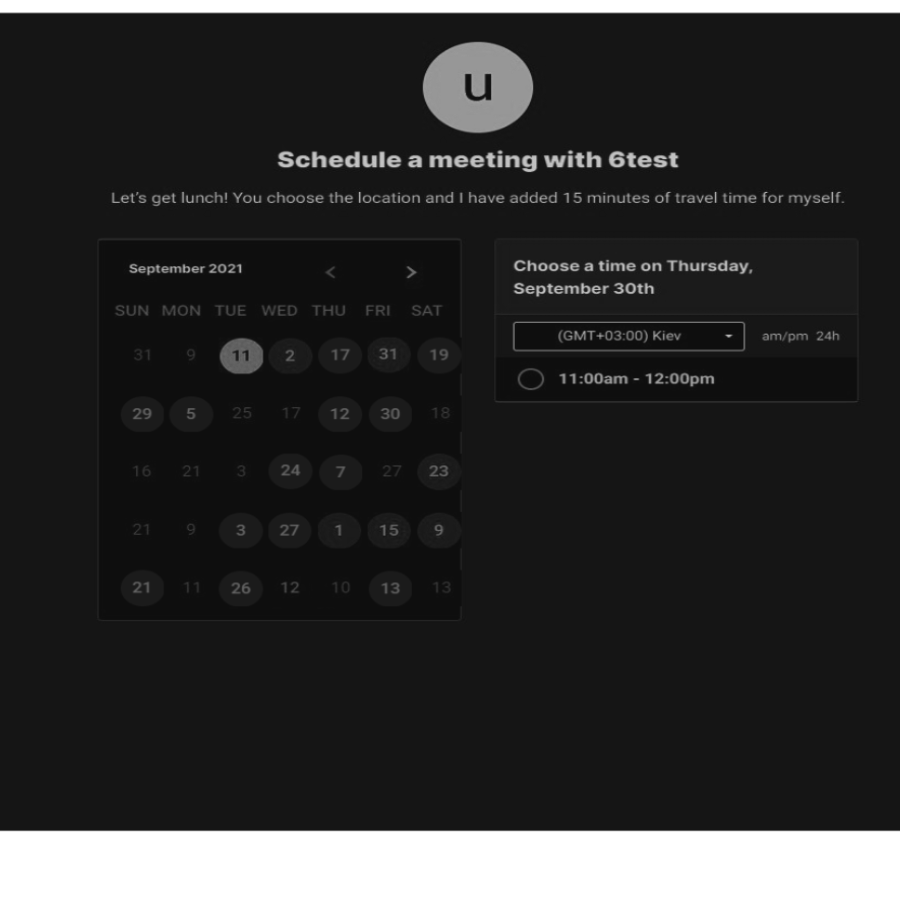 u
Schedule a meeting with 6test
Let's get lunch! You choose the location and I have added 15 minutes of travel time for myself.
September 2021 < >
SUN MON TUE WED THU FRI SAT
31 9 11 2 17 31 19
29 5 25 17 12 30 18
16 21 3 24 7 27 23
21 9 3 27 1 15 9
21 11 26 12 10 13 13
Choose a time on Thursday,
September 30th
(GMT+03:00) Kiev am/pm 24h
11:00am - 12:00pm